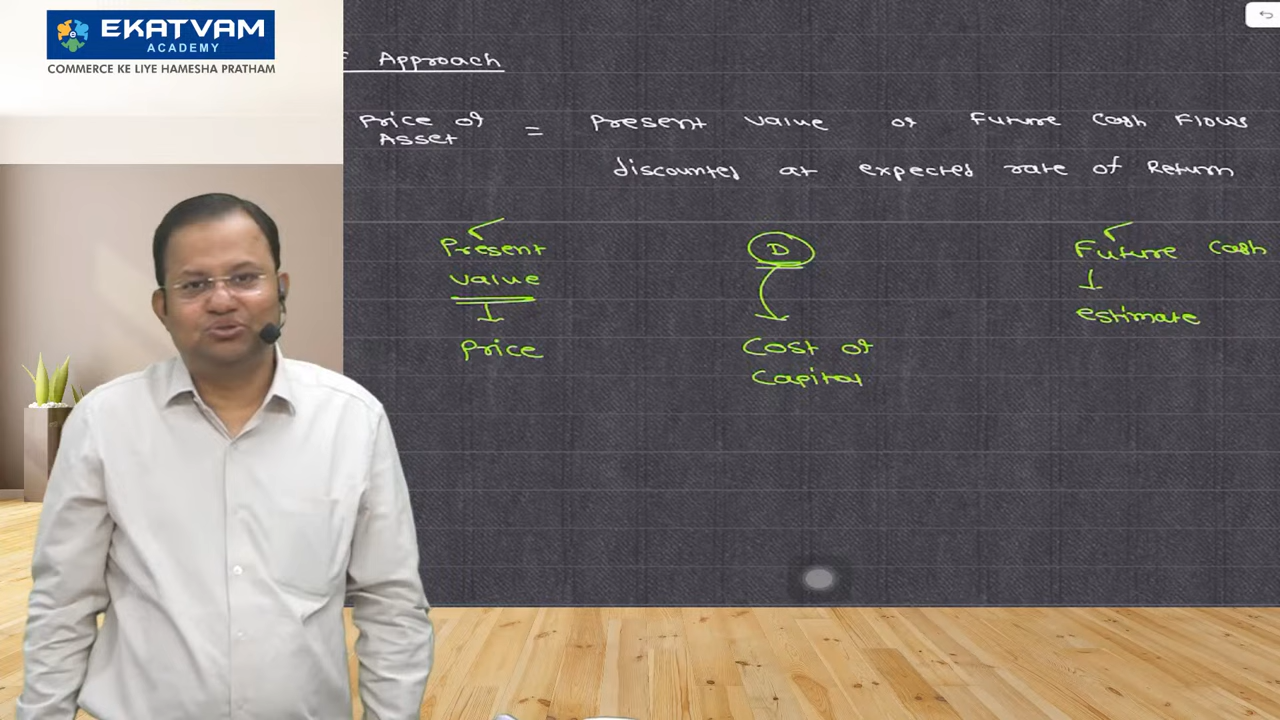 EKATVAM
ACADEMY
COMMERCE KE LIYE HAMESHA PRATHAM
F Approach
Price of
Asset
= Present value of Future Cash Flows
discounted at expected rate of Return
Present
value
Price
D
Cost of
Capital
Future Cash
estimate